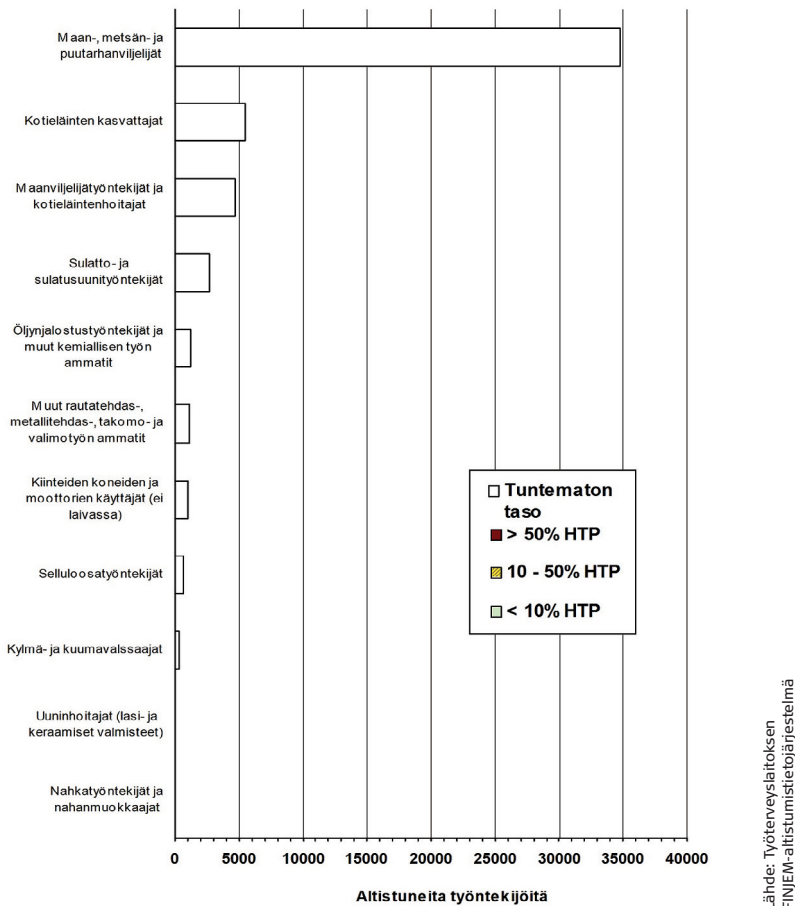 Maan-, metsän- ja
puutarhanviljelijät
Kotieläinten kasvattajat
Maanviljelijätyöntekijät ja
kotieläintenhoitajat
Sulatto- ja
sulatusuunityöntekijät
Öljynjalostustyöntekijät ja
muut kemiallisen työn
ammatit
Muut rautatehdas-,
metallitehdas-, takomo- ja
valimotyön ammatit
Kiinteiden koneiden ja
moottorien käyttäjät (ei
laivassa)
Selluloosatyöntekijät
Kylmä- ja kuumavalssaajat
Uuninhoitajat (lasi- ja
keraamiset valmisteet)
Nahkatyöntekijät ja
nahanmuokkaajat
Tuntematon
taso
> 50% HTP
10 - 50% HTP
< 10% HTP
0 5000 10000 15000 20000 25000 30000 35000 40000
Altistuneita työntekijöitä
Lähde: Työterveyslaitoksen
FINJEM-altistumistietojärjestelmä